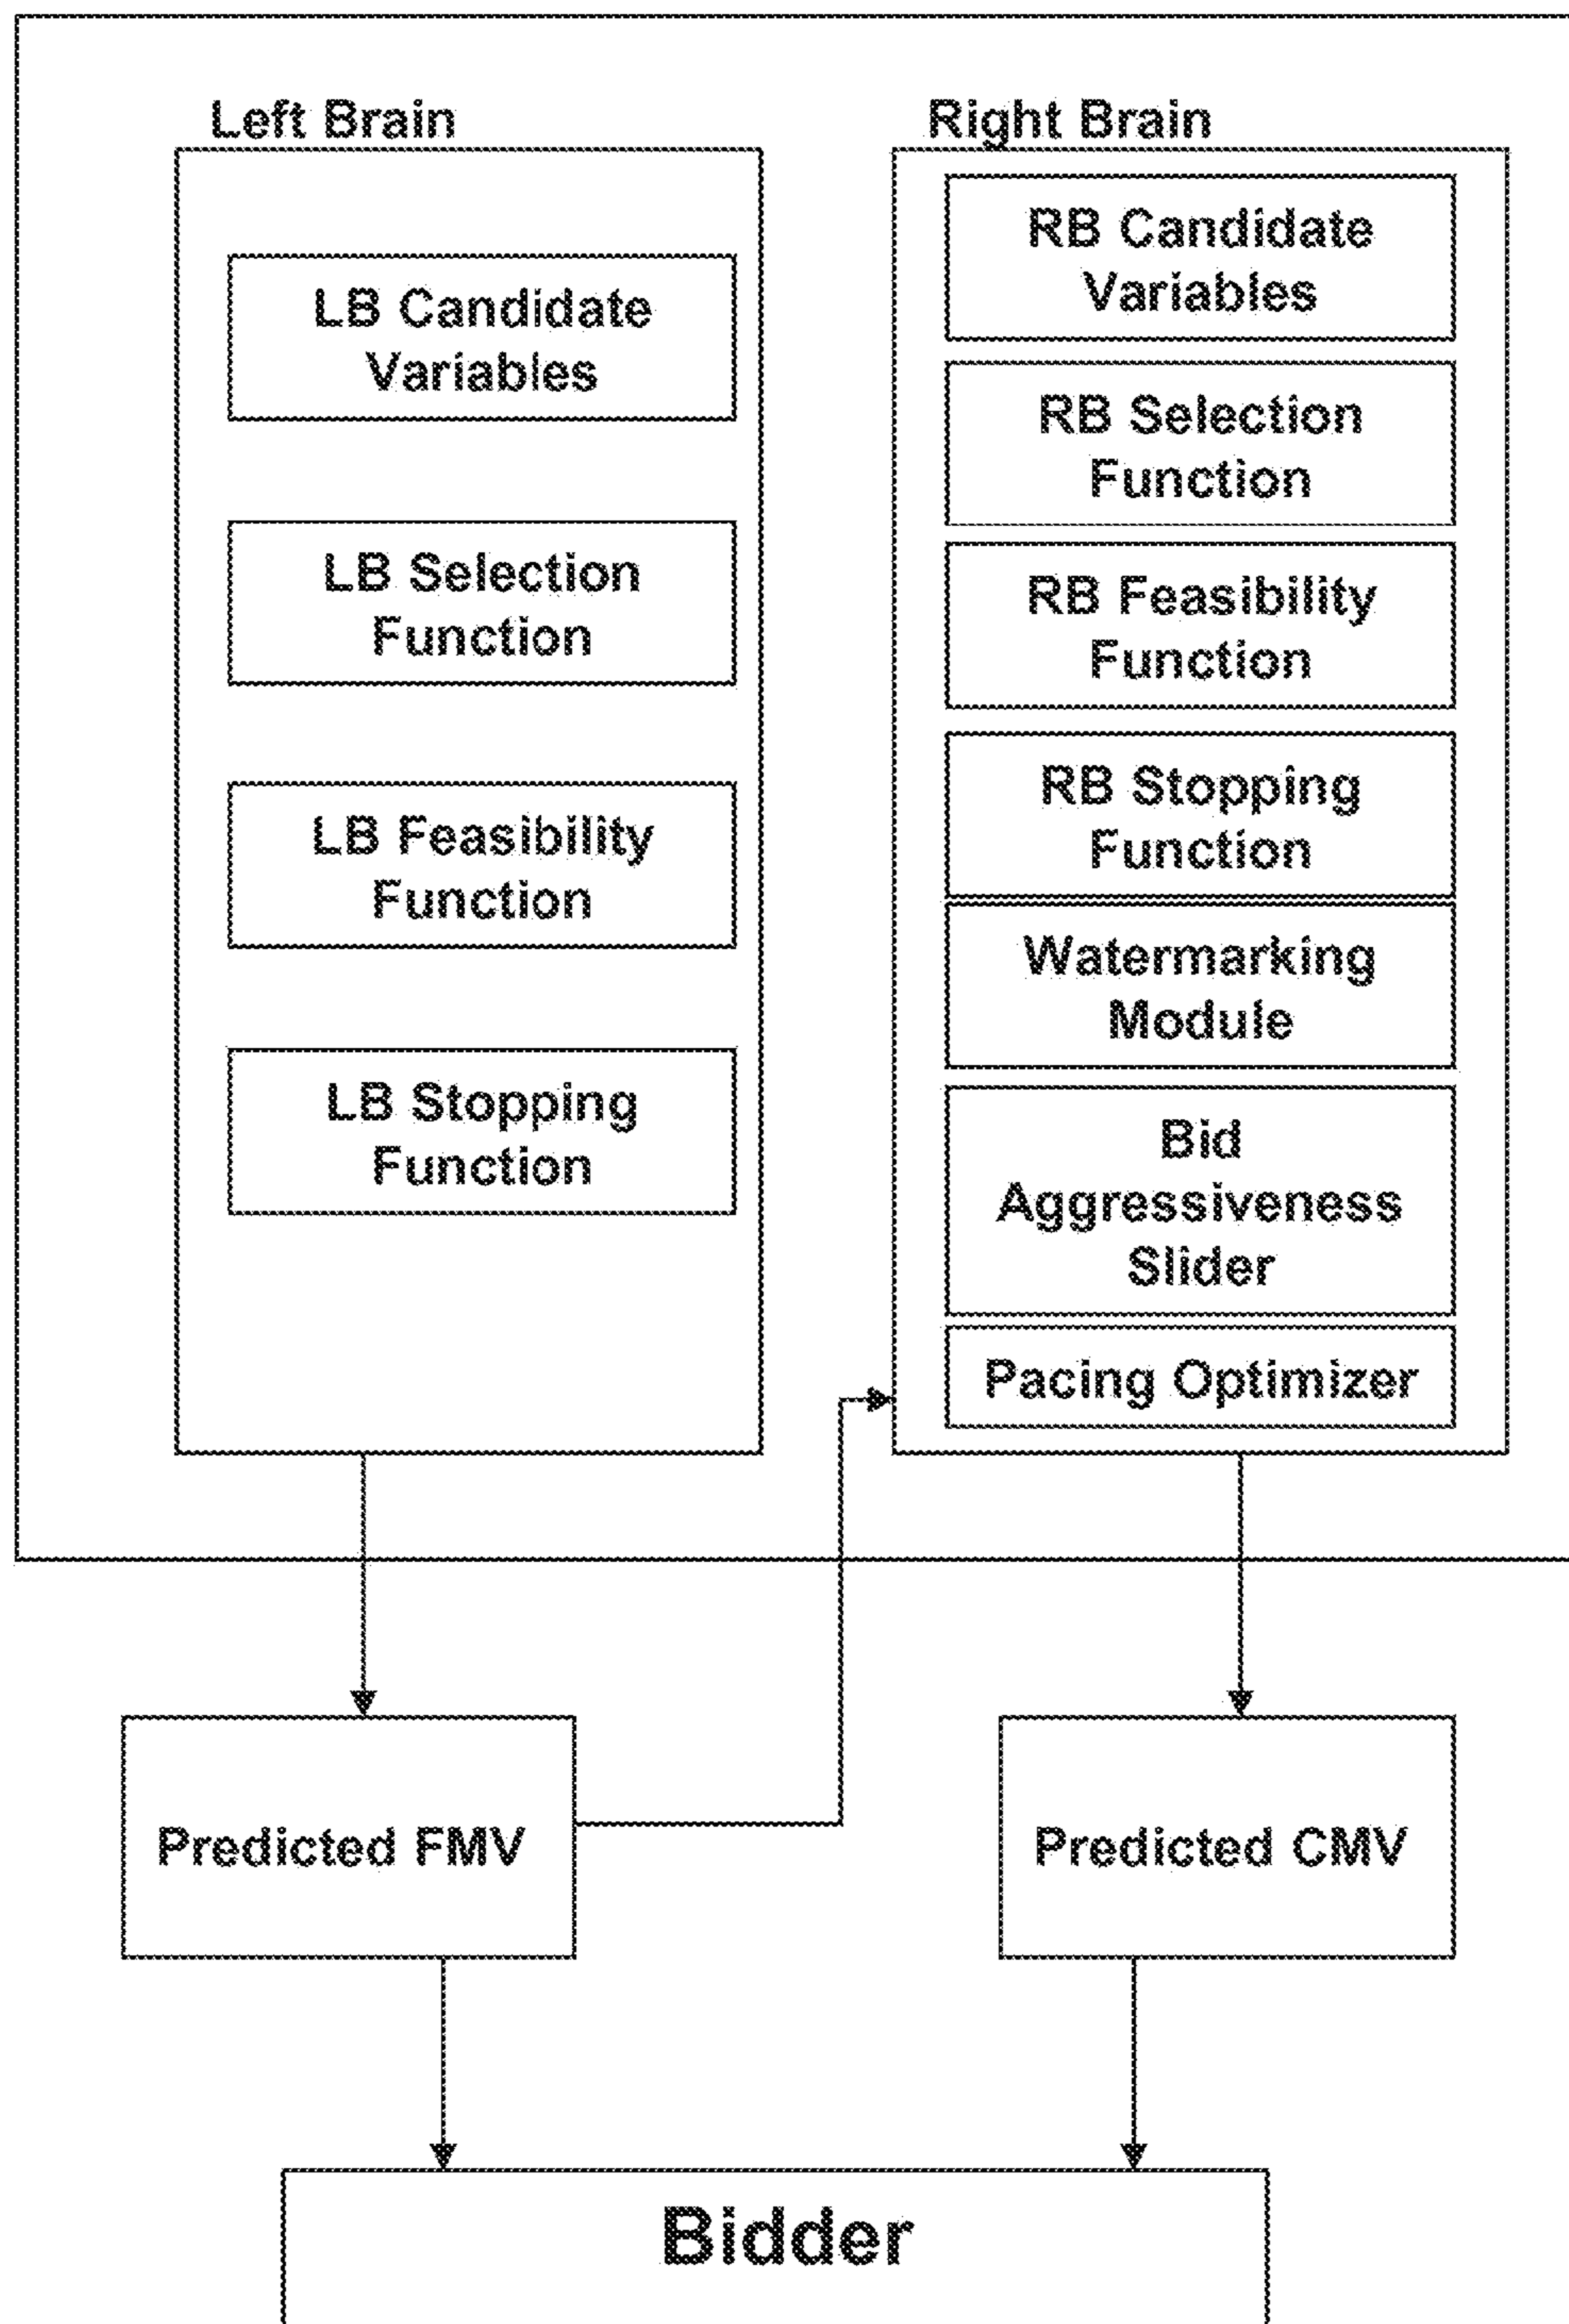 Left Brain
LB Candidate
Variables
LB Selection
Function
LB Feasibility
Function
LB Stopping
Function
Right Brain
RB Candidate
Variables
RB Selection
Function
RB Feasibility
Function
RB Stopping
Function
Watermarking
Module
Bid
Aggressiveness
Slider
Pacing Optimizer
Predicted FMV
Predicted CMV
Bidder